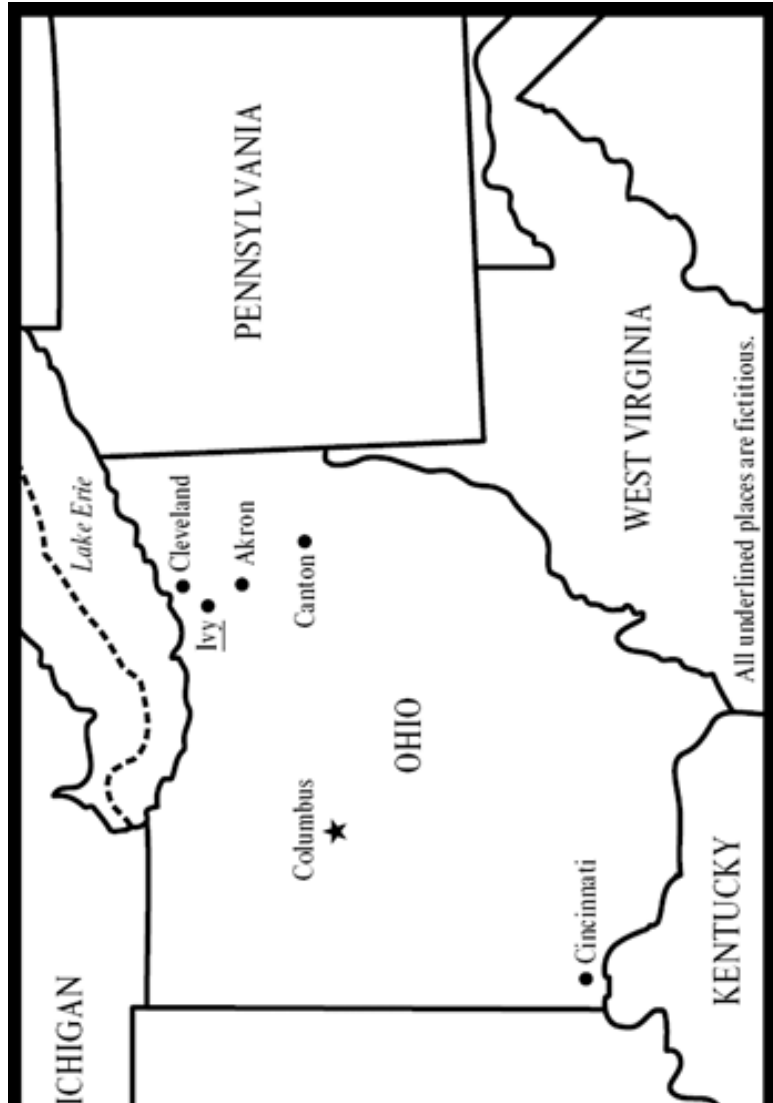 ICHIGAN
Lake Erie
Cleveland
Ivy
Akron
Canton
PENNSYLVANIA
Columbus
OHIO
Cincinnati
WEST VIRGINIA
KENTUCKY
All underlined places are fictitious.